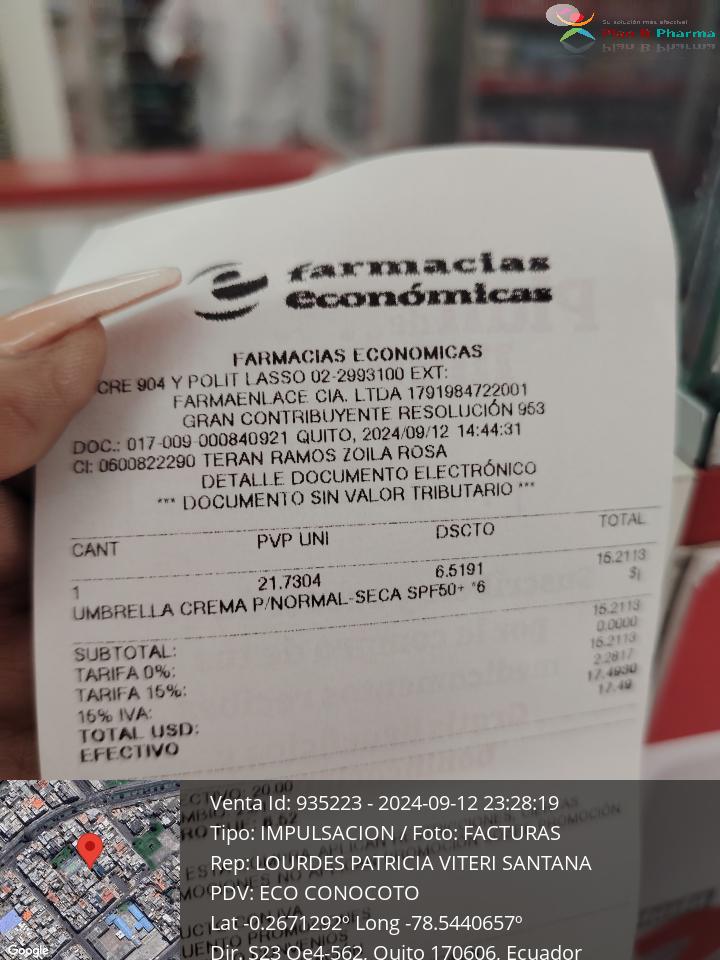 Su solución más efectiva!
Plan B Pharma
farmacias
económicas
FARMACIAS ECONOMICAS
CRE 904 Y POLIT LASSO 02-2993100 EXT:
FARMAENLACE CIA. LTDA 1791984722001
GRAN CONTRIBUYENTE RESOLUCIÓN 953
DOC.: 017-009-000840921 QUITO, 2024/09/12 14:44:31
CI: 0600822290 TERAN RAMOS ZOILA ROSA
DETALLE DOCUMENTO ELECTRÓNICO
*** DOCUMENTO SIN VALOR TRIBUTARIO ***
CANT PVP UNI DSCTO TOTAL
1 21.7304 6.5191 15.2113
UMBRELLA CREMA P/NORMAL-SECA SPF50+ *6 $i
SUBTOTAL: 15.2113
TARIFA 0%: 0.0000
TARIFA 15%: 15.2113
15% IVA: 2.2817
TOTAL USD: 17.4930
EFECTIVO 17.49
Venta Id: 935223 - 2024-09-12 23:28:19
Tipo: IMPULSACION / Foto: FACTURAS
Rep: LOURDES PATRICIA VITERI SANTANA
PDV: ECO CONOCOTO
Lat -0.2671292º Long -78.5440657º
Dir. S23 Oe4-562, Quito 170606, Ecuador
Google